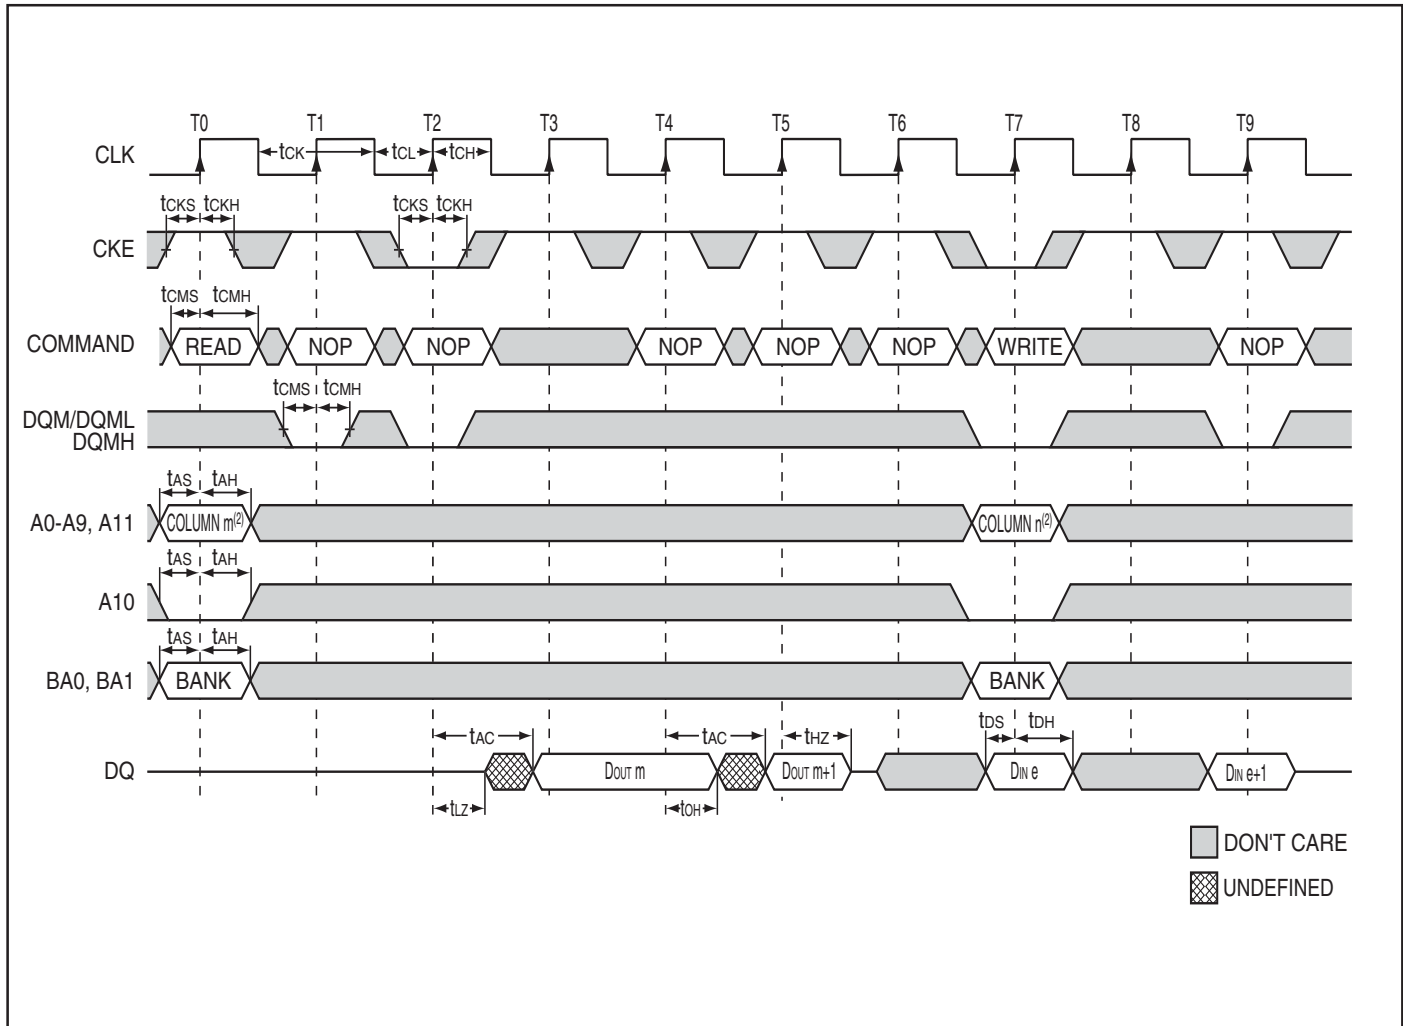 T0 T1 T2 T3 T4 T5 T6 T7 T8 T9
CLK tCK tCL tCH
tCKS tCKH tCKS tCKH
CKE
tCMS tCMH
COMMAND READ NOP NOP NOP NOP NOP WRITE NOP
tCMS tCMH
DQM/DQML
DQMH
tAS tAH
A0-A9, A11 COLUMN m(2) COLUMN n(2)
tAS tAH
A10
tAS tAH
BA0, BA1 BANK BANK
tAC tAC tHZ tDS tDH
DQ DOUT m DOUT m+1 DIN e DIN e+1
tLZ tOH
DON'T CARE
UNDEFINED